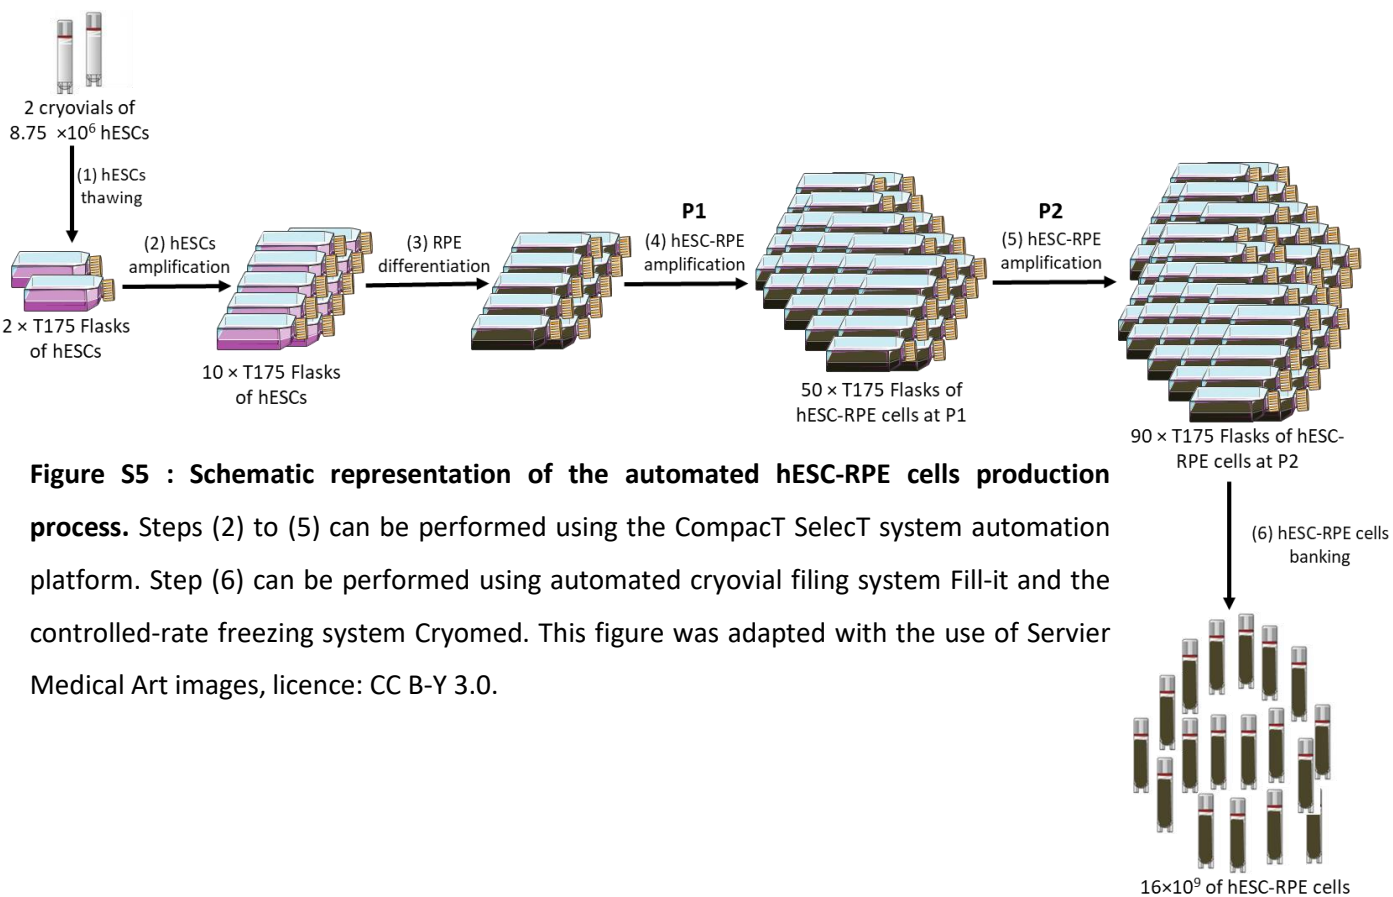 2 cryovials of
8.75 ×10⁶ hESCs
(1) hESCs
thawing
2 × T175 Flasks
of hESCs
(2) hESCs
amplification
10 × T175 Flasks
of hESCs
(3) RPE
differentiation
P1
(4) hESC-RPE
amplification
50 × T175 Flasks of
hESC-RPE cells at P1
P2
(5) hESC-RPE
amplification
90 × T175 Flasks of hESC-
RPE cells at P2
(6) hESC-RPE cells
banking
16×10⁹ of hESC-RPE cells
Figure S5 : Schematic representation of the automated hESC-RPE cells production
process. Steps (2) to (5) can be performed using the CompacT SelecT system automation
platform. Step (6) can be performed using automated cryovial filing system Fill-it and the
controlled-rate freezing system Cryomed. This figure was adapted with the use of Servier
Medical Art images, licence: CC B-Y 3.0.